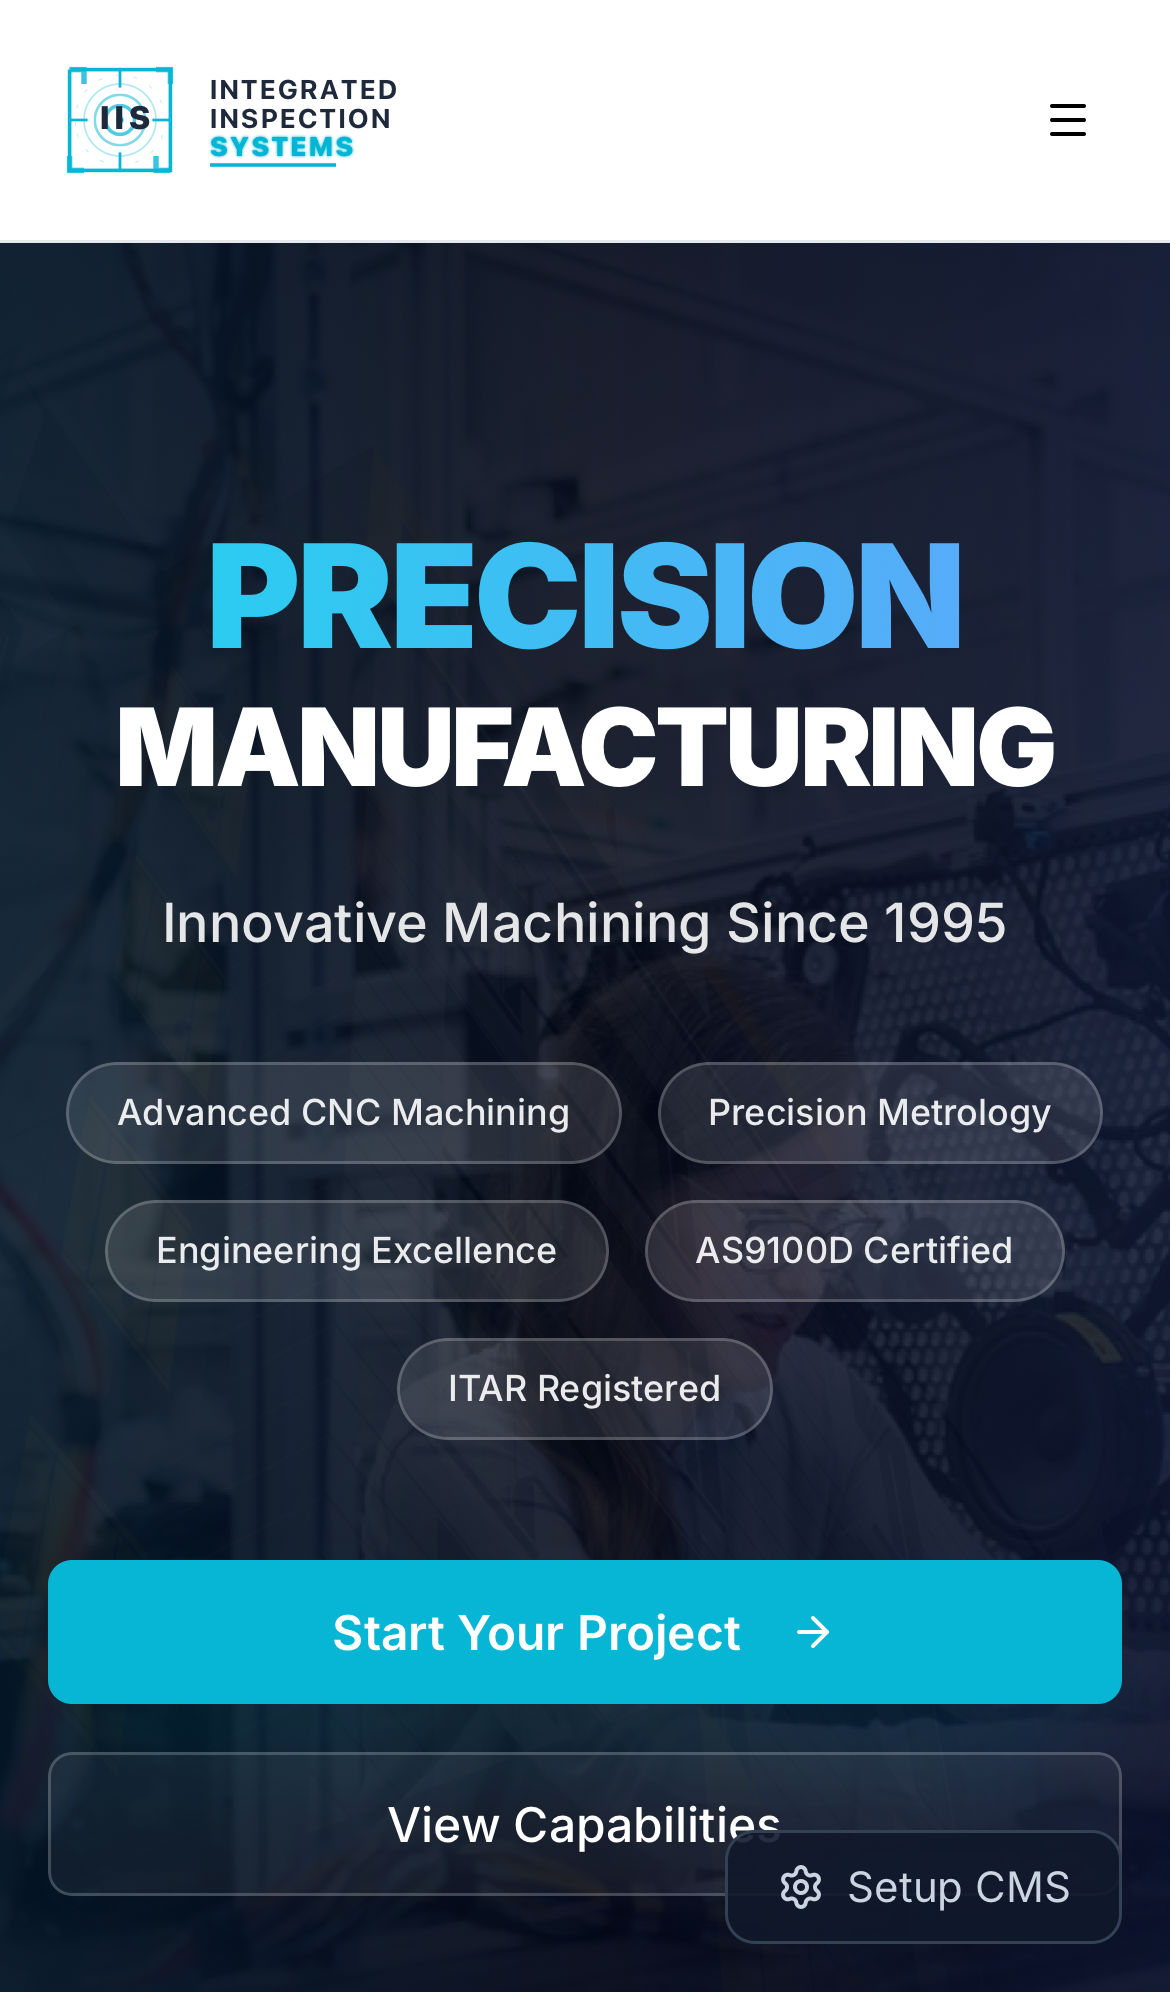 IIS
INTEGRATED
INSPECTION
SYSTEMS
PRECISION
MANUFACTURING
Innovative Machining Since 1995
Advanced CNC Machining
Precision Metrology
Engineering Excellence
AS9100D Certified
ITAR Registered
Start Your Project
View Capabilities
Setup CMS